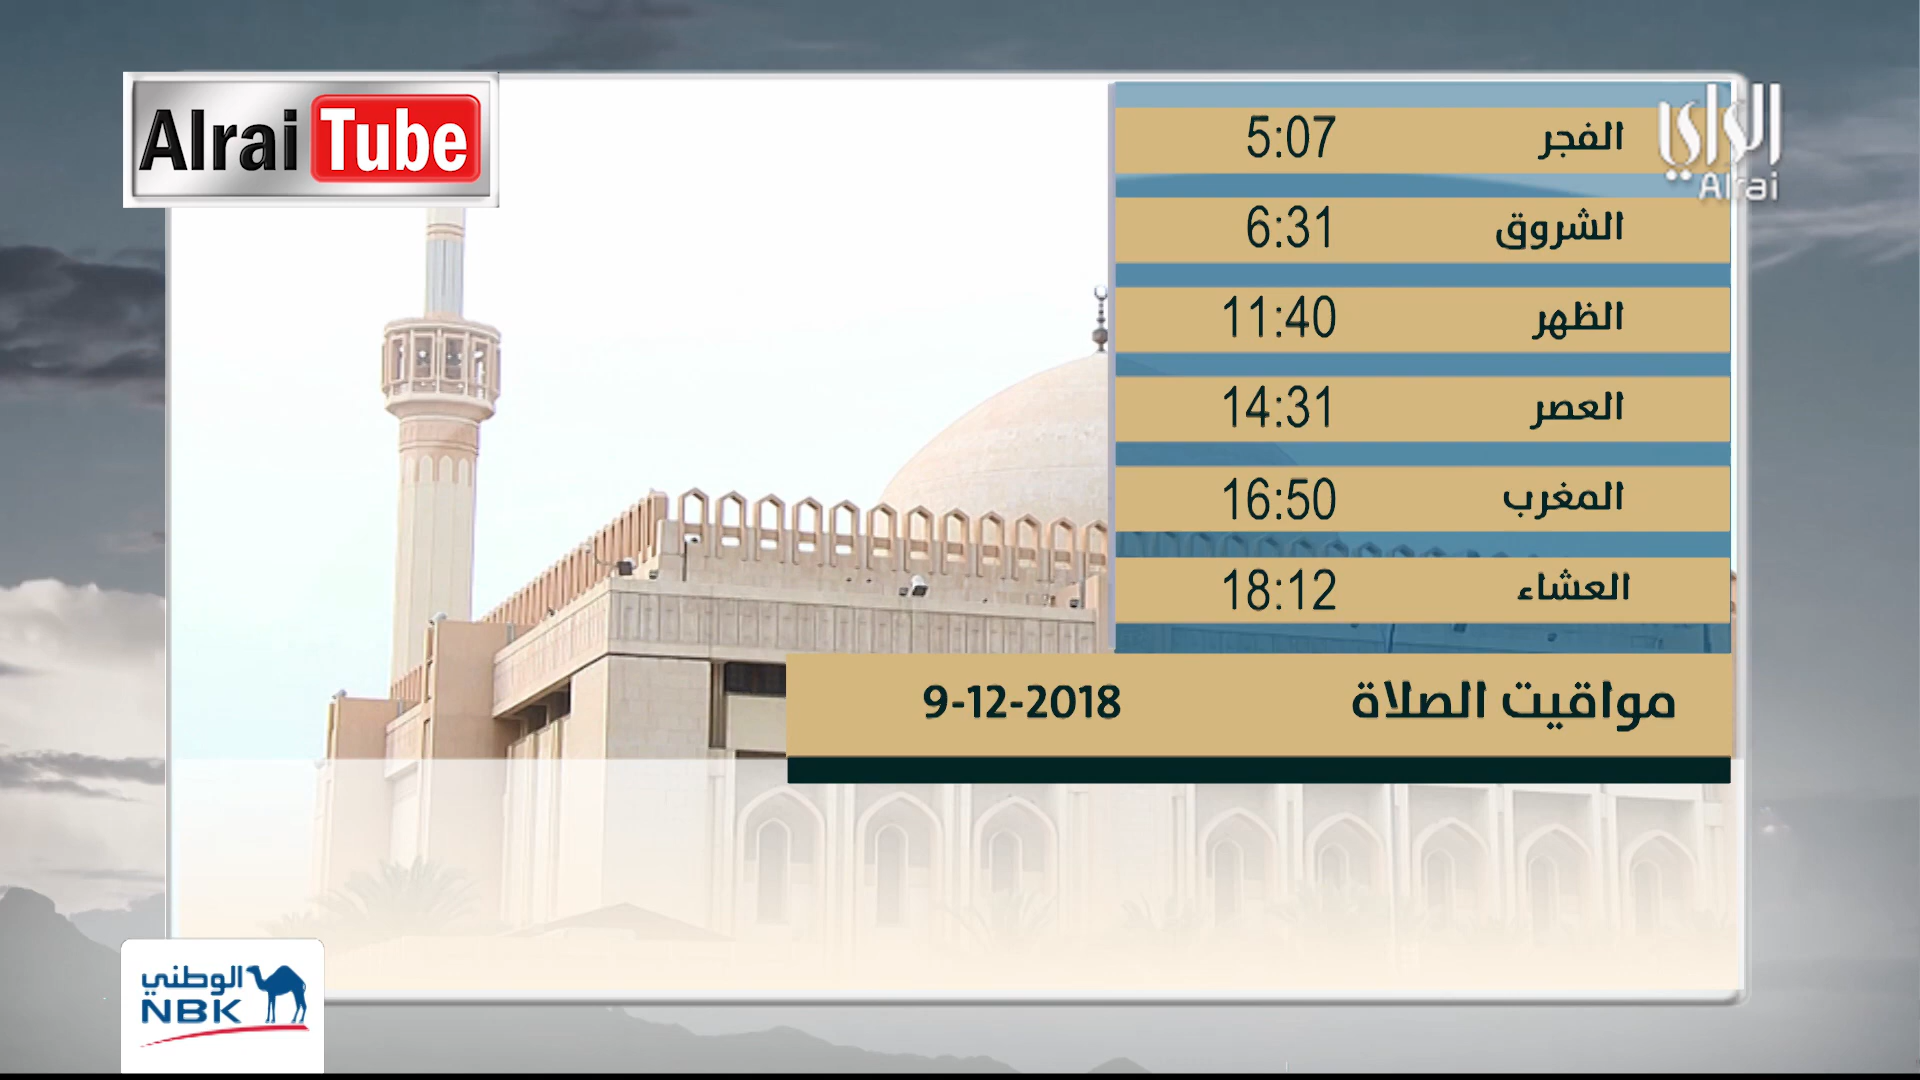 Alrai Tube
الراي
Alrai
الفجر 5:07
الشروق 6:31
الظهر 11:40
العصر 14:31
المغرب 16:50
العشاء 18:12
مواقيت الصلاة 9-12-2018
الوطني
NBK